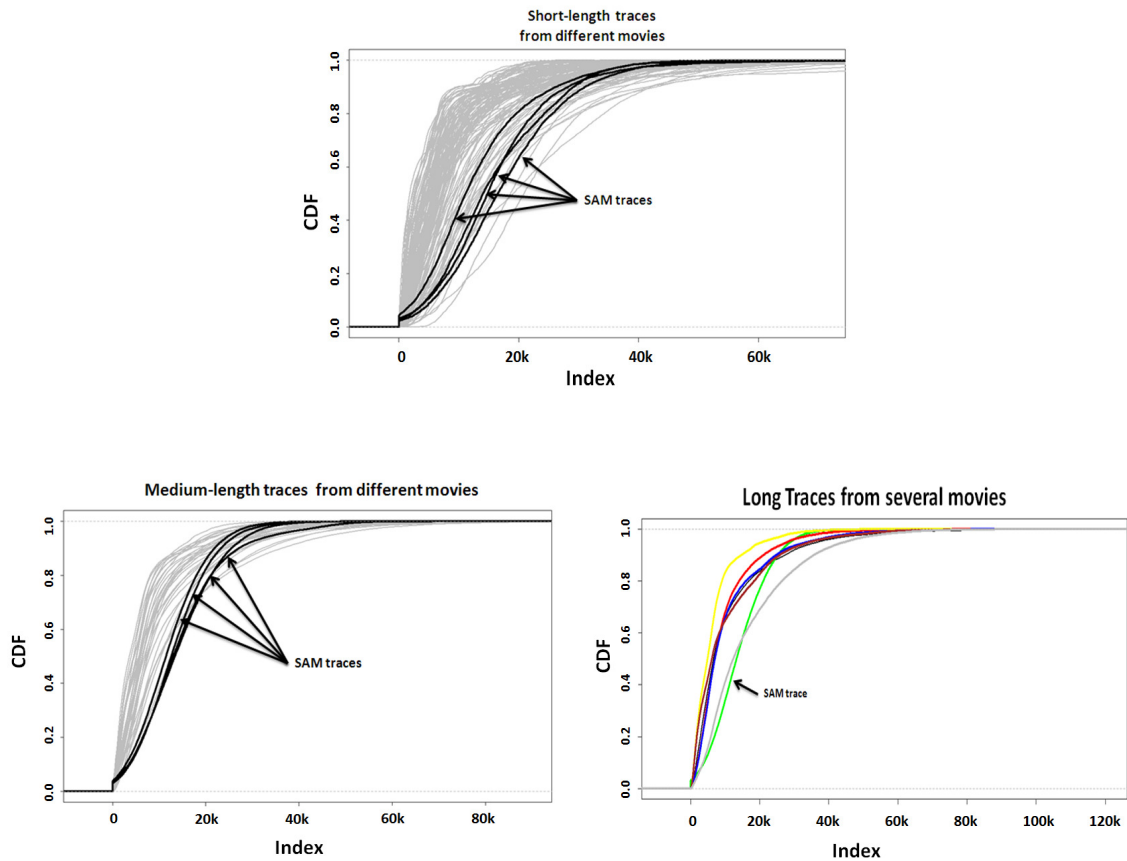 Short-length traces
from different movies
CDF
1.0
0.8
0.6
0.4
0.2
0.0
SAM traces
0 20k 40k 60k
Index
Medium-length traces from different movies
CDF
1.0
0.8
0.6
0.4
0.2
0.0
SAM traces
0 20k 40k 60k 80k
Index
Long Traces from several movies
CDF
1.0
0.8
0.6
0.4
0.2
0.0
SAM trace
0 20k 40k 60k 80k 100k 120k
Index